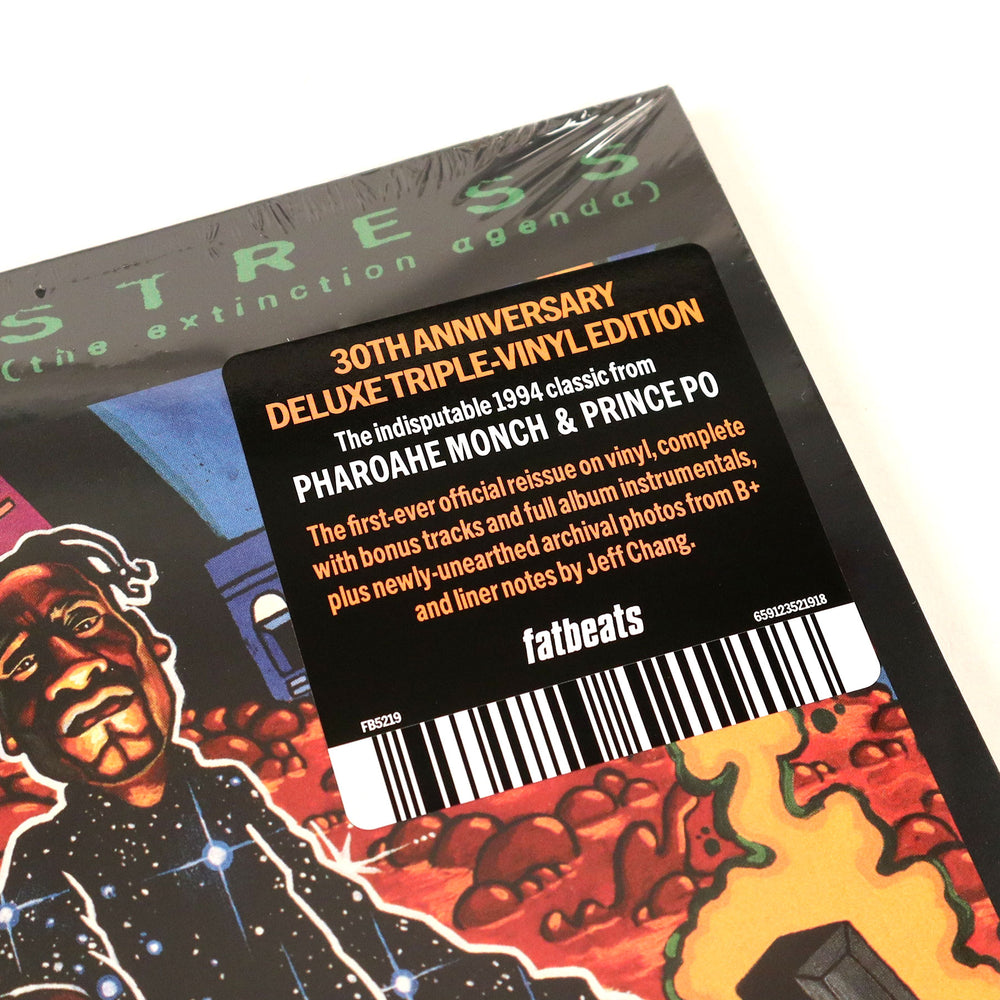 STRESS
(the extinction agenda)
30TH ANNIVERSARY
DELUXE TRIPLE-VINYL EDITION
The indisputable 1994 classic from
PHAROAHE MONCH & PRINCE PO
The first-ever official reissue on vinyl, complete
with bonus tracks and full album instrumentals,
plus newly-unearthed archival photos from B+
and liner notes by Jeff Chang.
fatbeats
659123521918
FB5219